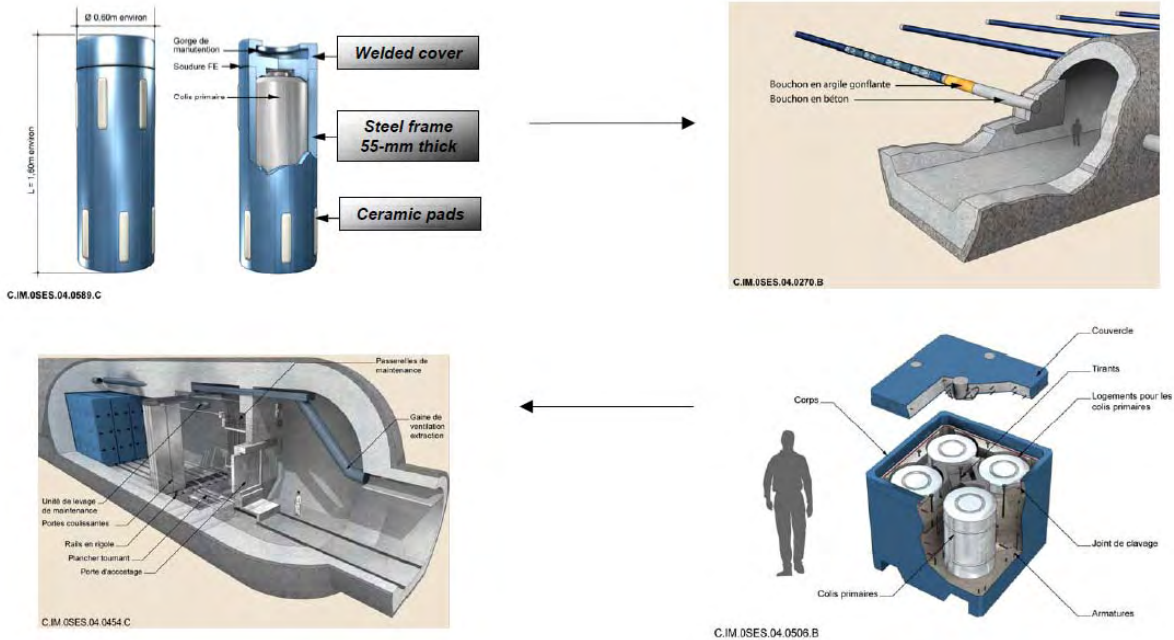 Ø 0,60m environ
L = 1,60m environ
Gorge de
manutention
Soudure FE
Colis primaire
Welded cover
Steel frame
55-mm thick
Ceramic pads
C.IM.0SES.04.0589.C
Bouchon en argile gonflante
Bouchon en béton
C.IM.0SES.04.0270.B
Passerelles de
maintenance
Gaine de
ventilation
extraction
Unité de levage
de maintenance
Portes coulissantes
Rails en rigole
Plancher tournant
Porte d'accostage
C.IM.0SES.04.0454.C
Couvercle
Tirants
Logements pour les
colis primaires
Corps
Joint de clavage
Colis primaires
Armatures
C.IM.0SES.04.0506.B